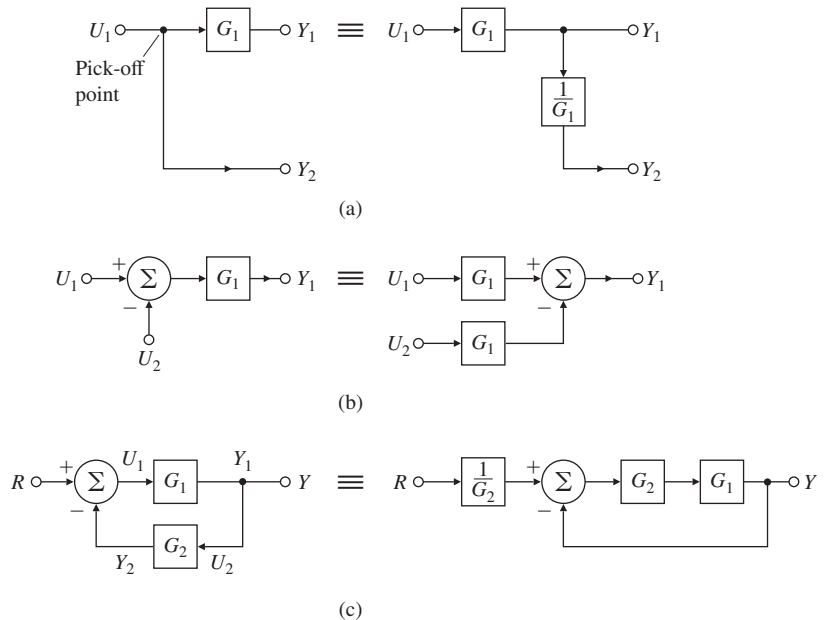 U₁ G₁ Y₁ ≡ U₁ G₁ Y₁
Pick-off
point
1
G₁
Y₂ Y₂
(a)
U₁ + Σ G₁ Y₁ ≡ U₁ G₁ + Σ Y₁
− −
U₂ G₁
U₂
(b)
U₁ Y₁
R + Σ G₁ Y ≡ R 1/G₂ + Σ G₂ G₁ Y
− −
G₂
Y₂ U₂
(c)